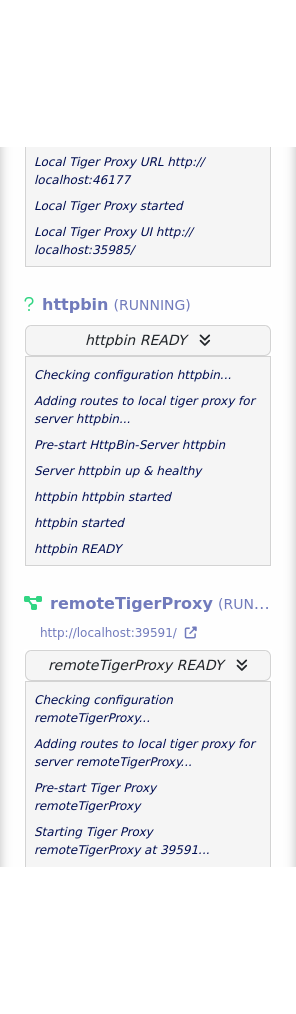 Local Tiger Proxy URL http://
localhost:46177
Local Tiger Proxy started
Local Tiger Proxy UI http://
localhost:35985/
? httpbin (RUNNING)
httpbin READY
Checking configuration httpbin...
Adding routes to local tiger proxy for
server httpbin...
Pre-start HttpBin-Server httpbin
Server httpbin up & healthy
httpbin httpbin started
httpbin started
httpbin READY
remoteTigerProxy (RUN...
http://localhost:39591/
remoteTigerProxy READY
Checking configuration
remoteTigerProxy...
Adding routes to local tiger proxy for
server remoteTigerProxy...
Pre-start Tiger Proxy
remoteTigerProxy
Starting Tiger Proxy
remoteTigerProxy at 39591...